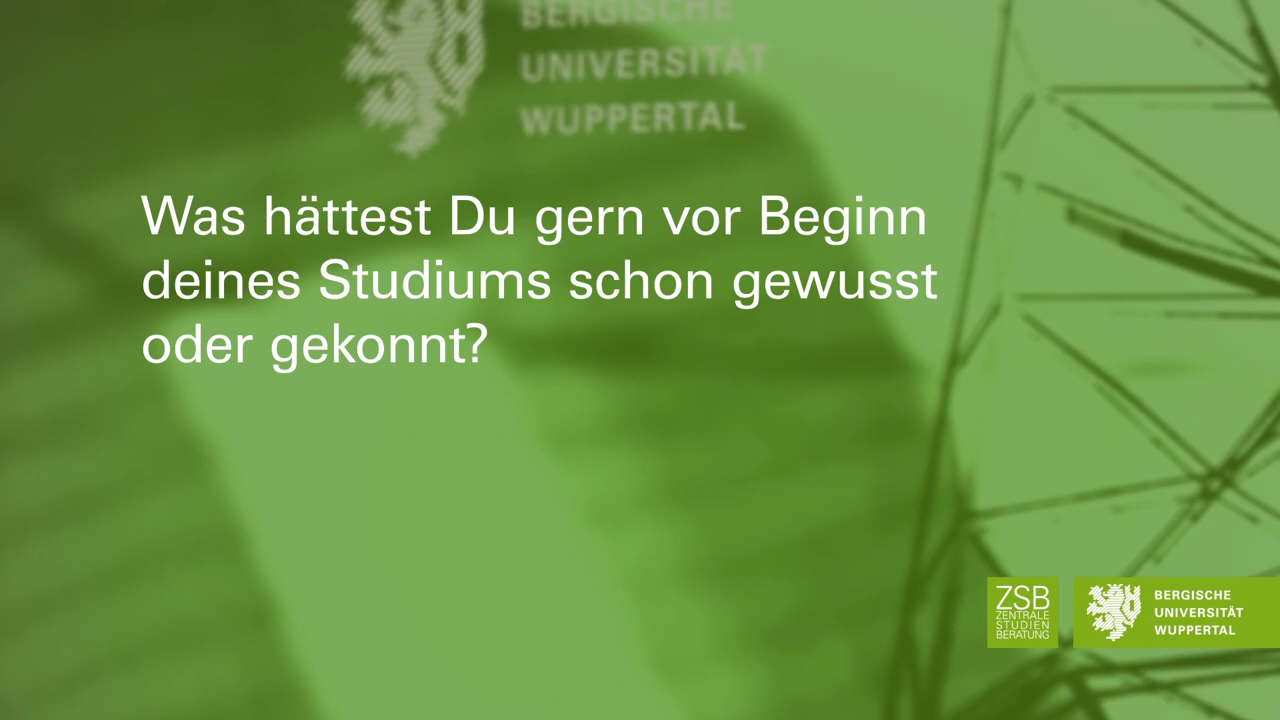 BERGISCHE
UNIVERSITÄT
WUPPERTAL
Was hättest Du gern vor Beginn
deines Studiums schon gewusst
oder gekonnt?
ZSB
ZENTRALE
STUDIEN
BERATUNG
BERGISCHE
UNIVERSITÄT
WUPPERTAL